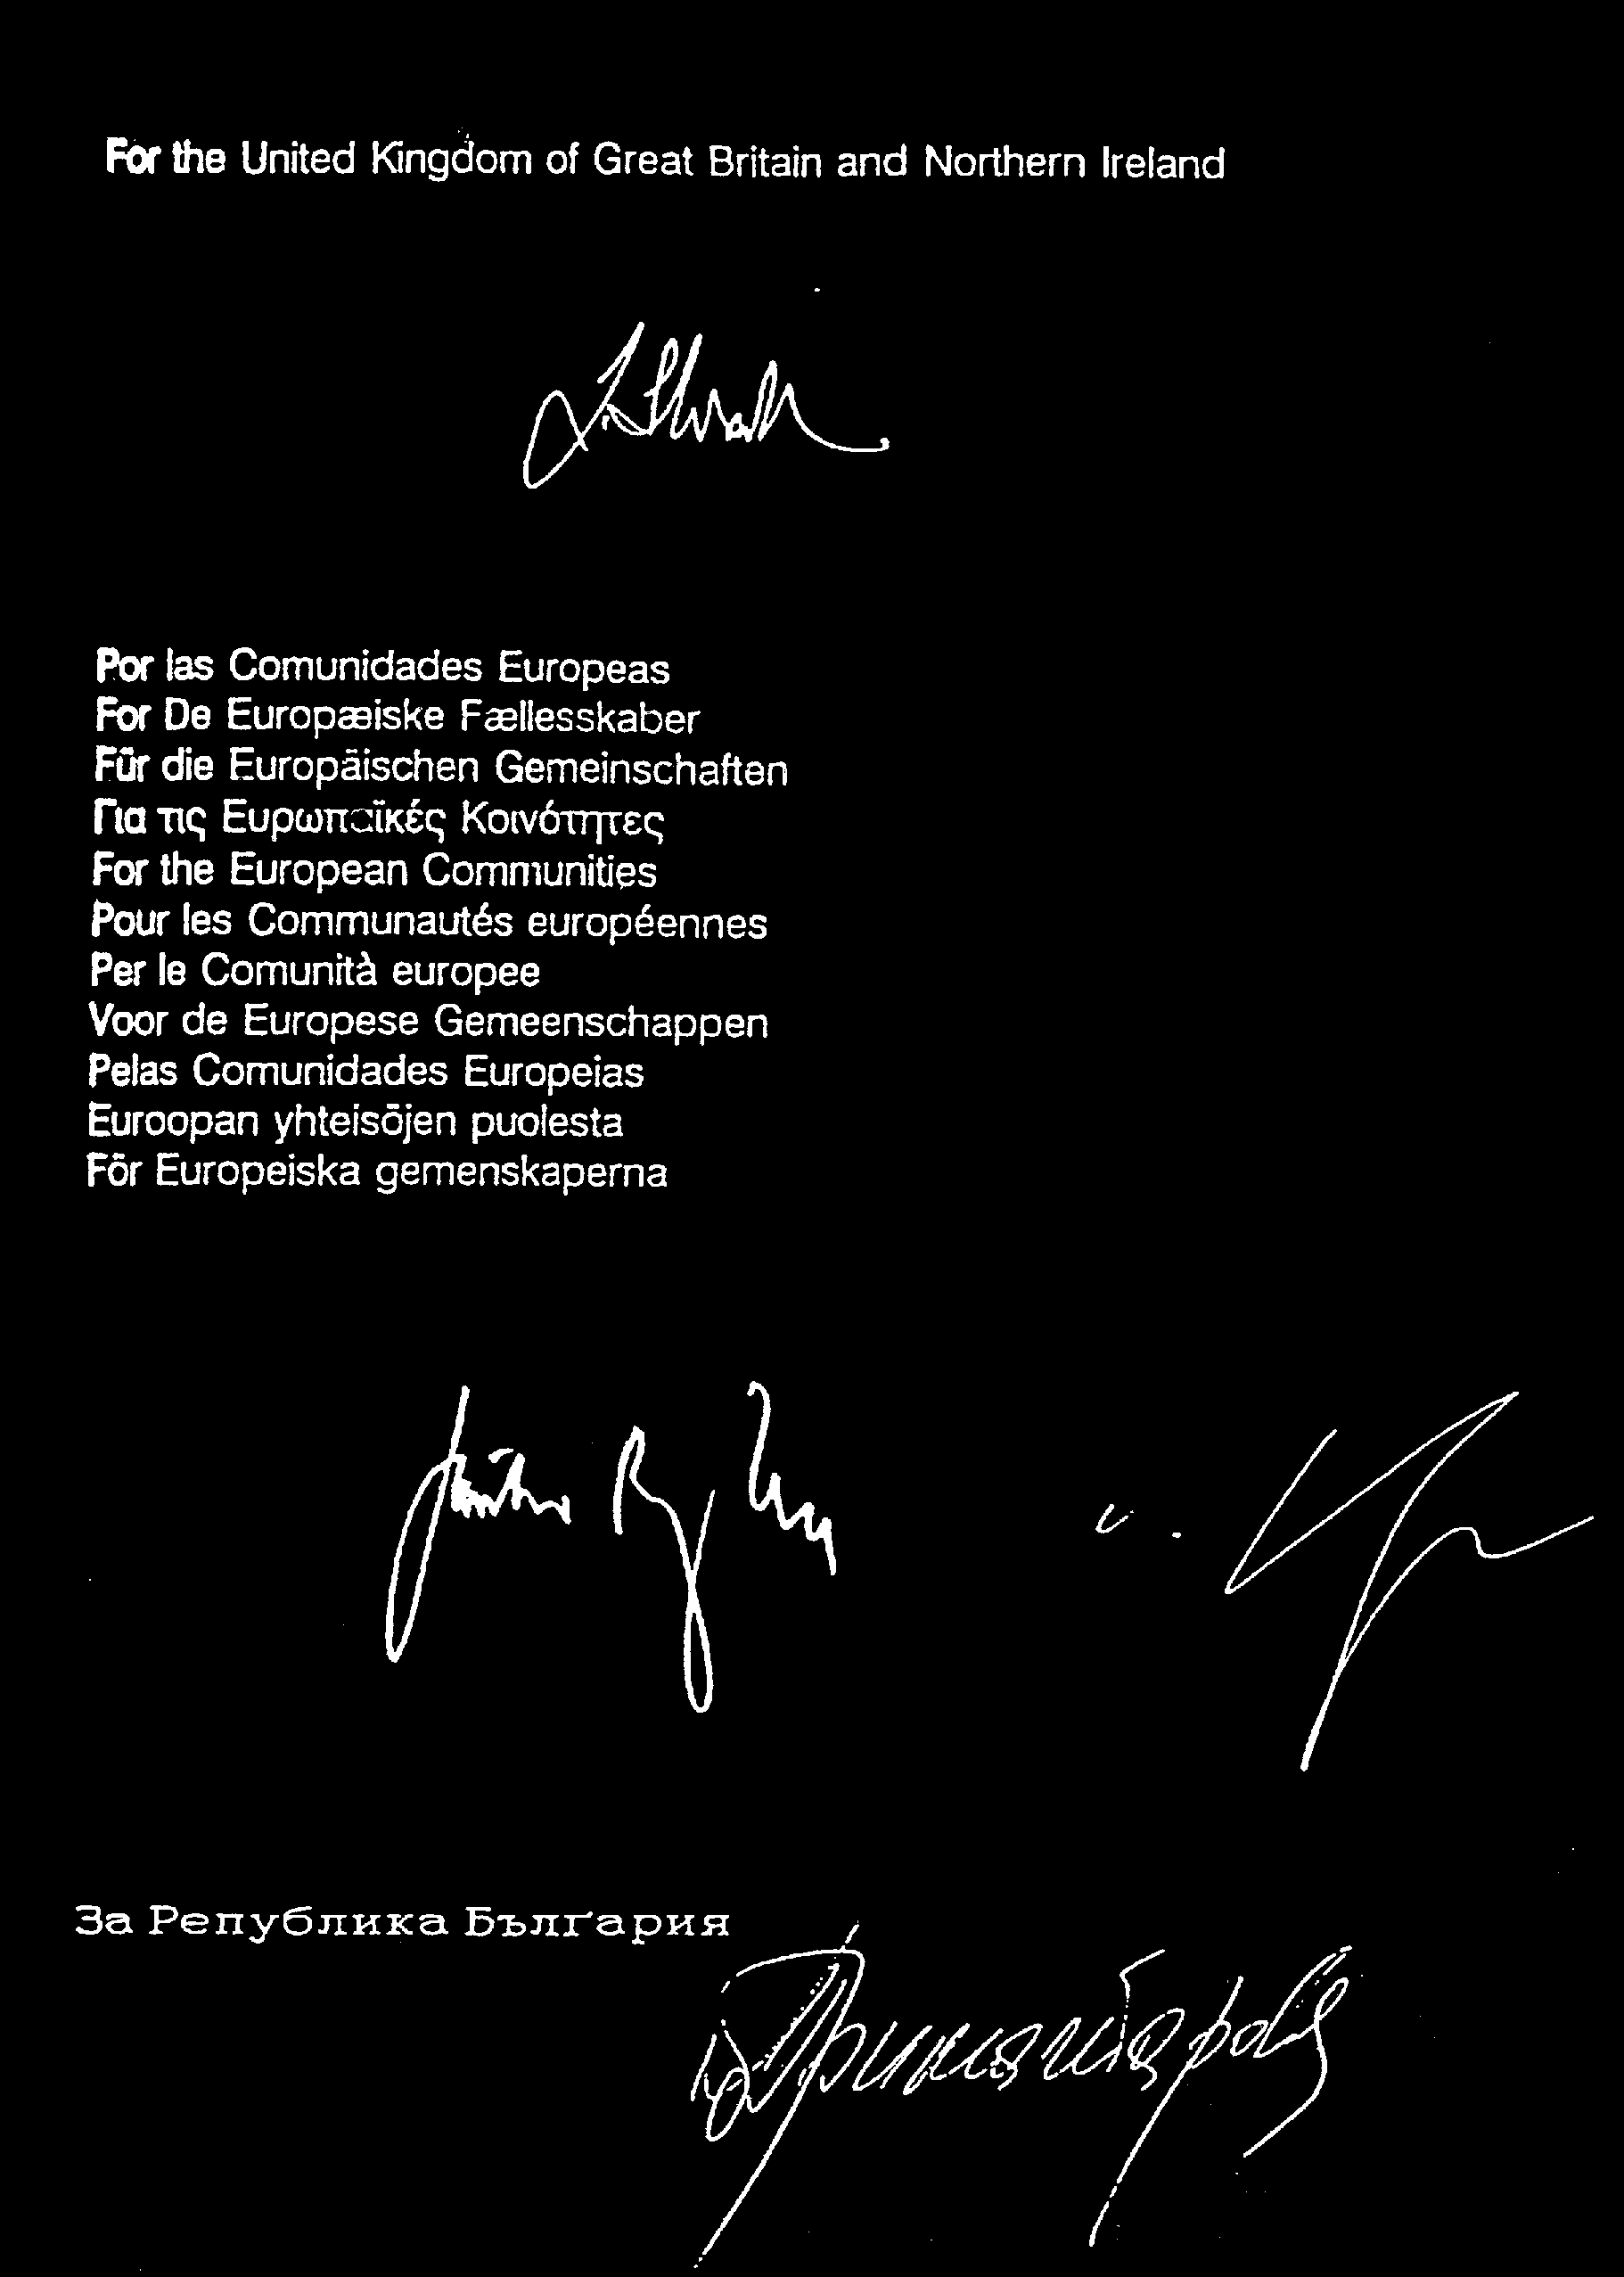 For the United Kingdom of Great Britain and Northern Ireland
Por las Comunidades Europeas
For De Europæiske Fællesskaber
Für die Europäischen Gemeinschaften
Για τις Ευρωπαϊκές Κοινότητες
For the European Communities
Pour les Communautés européennes
Per le Comunità europee
Voor de Europese Gemeenschappen
Pelas Comunidades Europeias
Euroopan yhteisöjen puolesta
För Europeiska gemenskaperna
За Република България